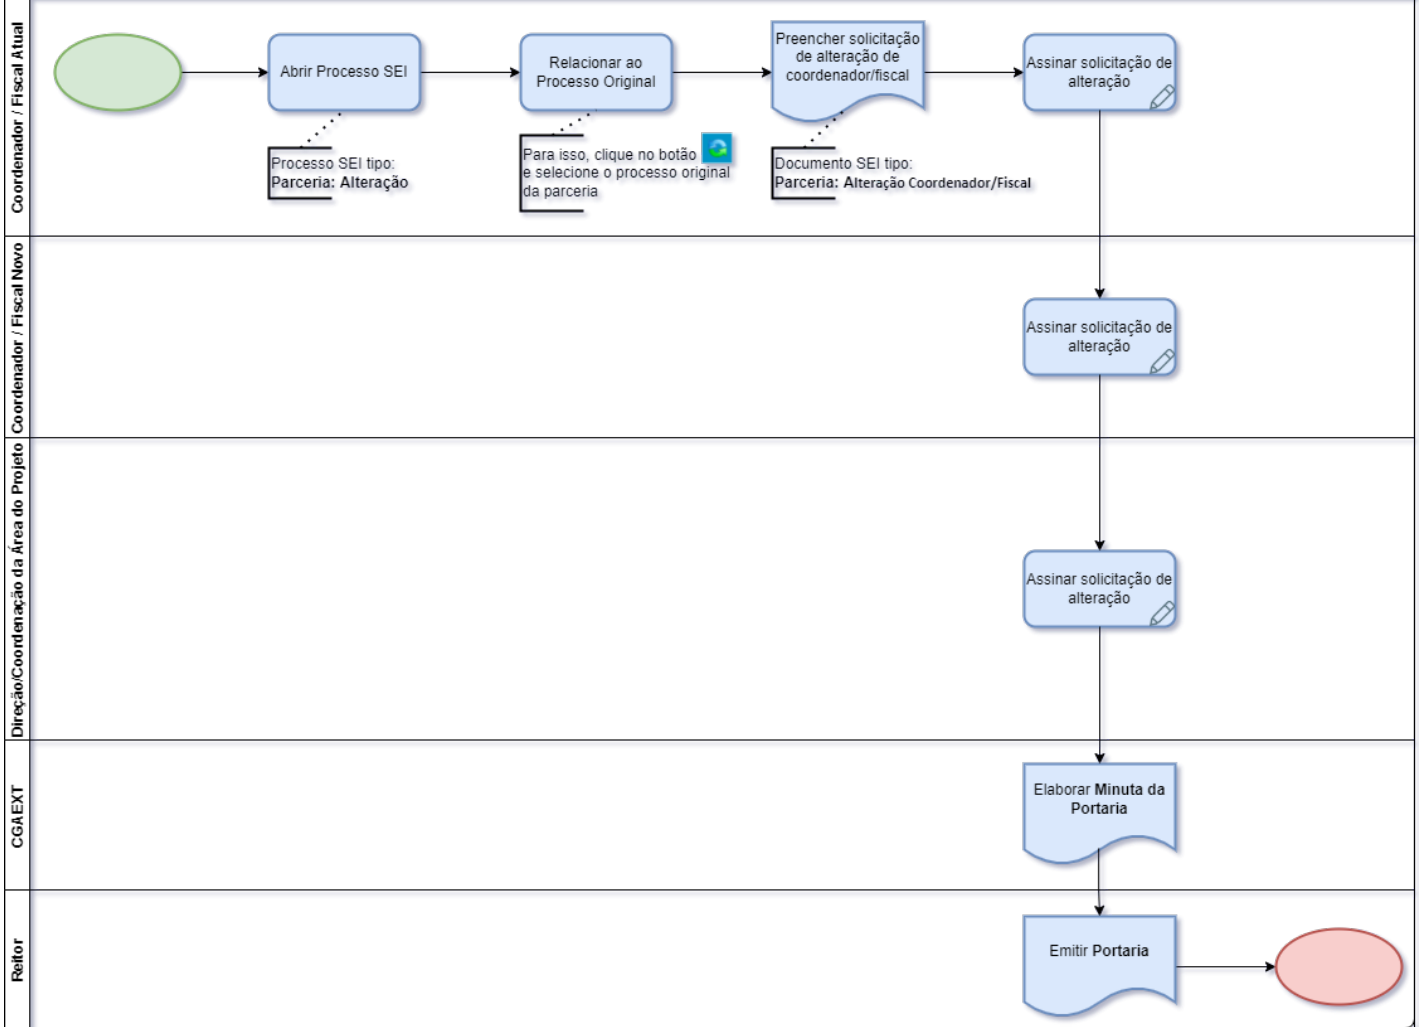 Coordenador / Fiscal Atual
Abrir Processo SEI
Relacionar ao
Processo Original
Preencher solicitação
de alteração de
coordenador/fiscal
Assinar solicitação de
alteração
Processo SEI tipo:
Parceria: Alteração
Para isso, clique no botão
e selecione o processo original
da parceria
Documento SEI tipo:
Parceria: Alteração Coordenador/Fiscal
Coordenador / Fiscal Novo
Assinar solicitação de
alteração
Direção/Coordenação da Área do Projeto
Assinar solicitação de
alteração
CGAEXT
Elaborar Minuta da
Portaria
Reitor
Emitir Portaria